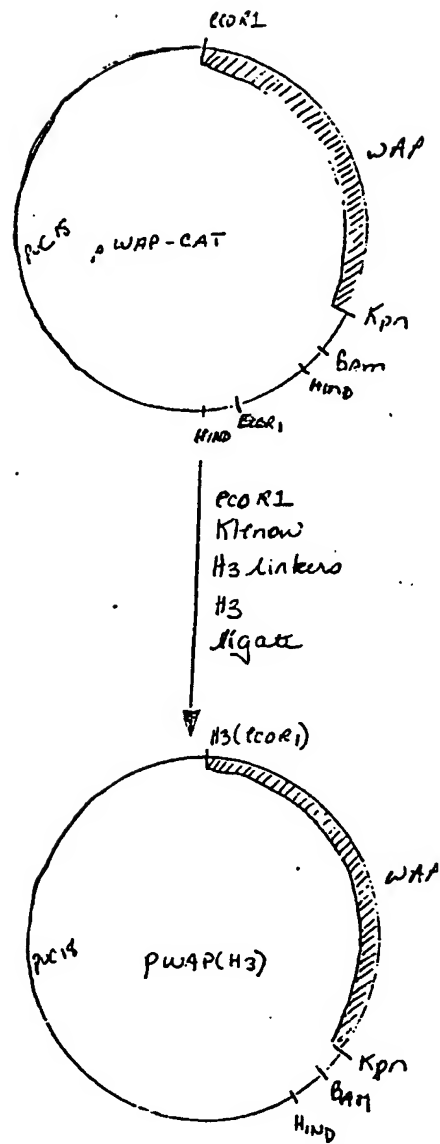 ecoR1
WAP
pUC18
pWAP-CAT
Kpn
BAM
HIND
EcoR1
HIND
ecoR1
Klenow
H3 linkers
H3
ligate
H3(ecoR1)
WAP
pUC18
pWAP(H3)
Kpn
BAM
HIND